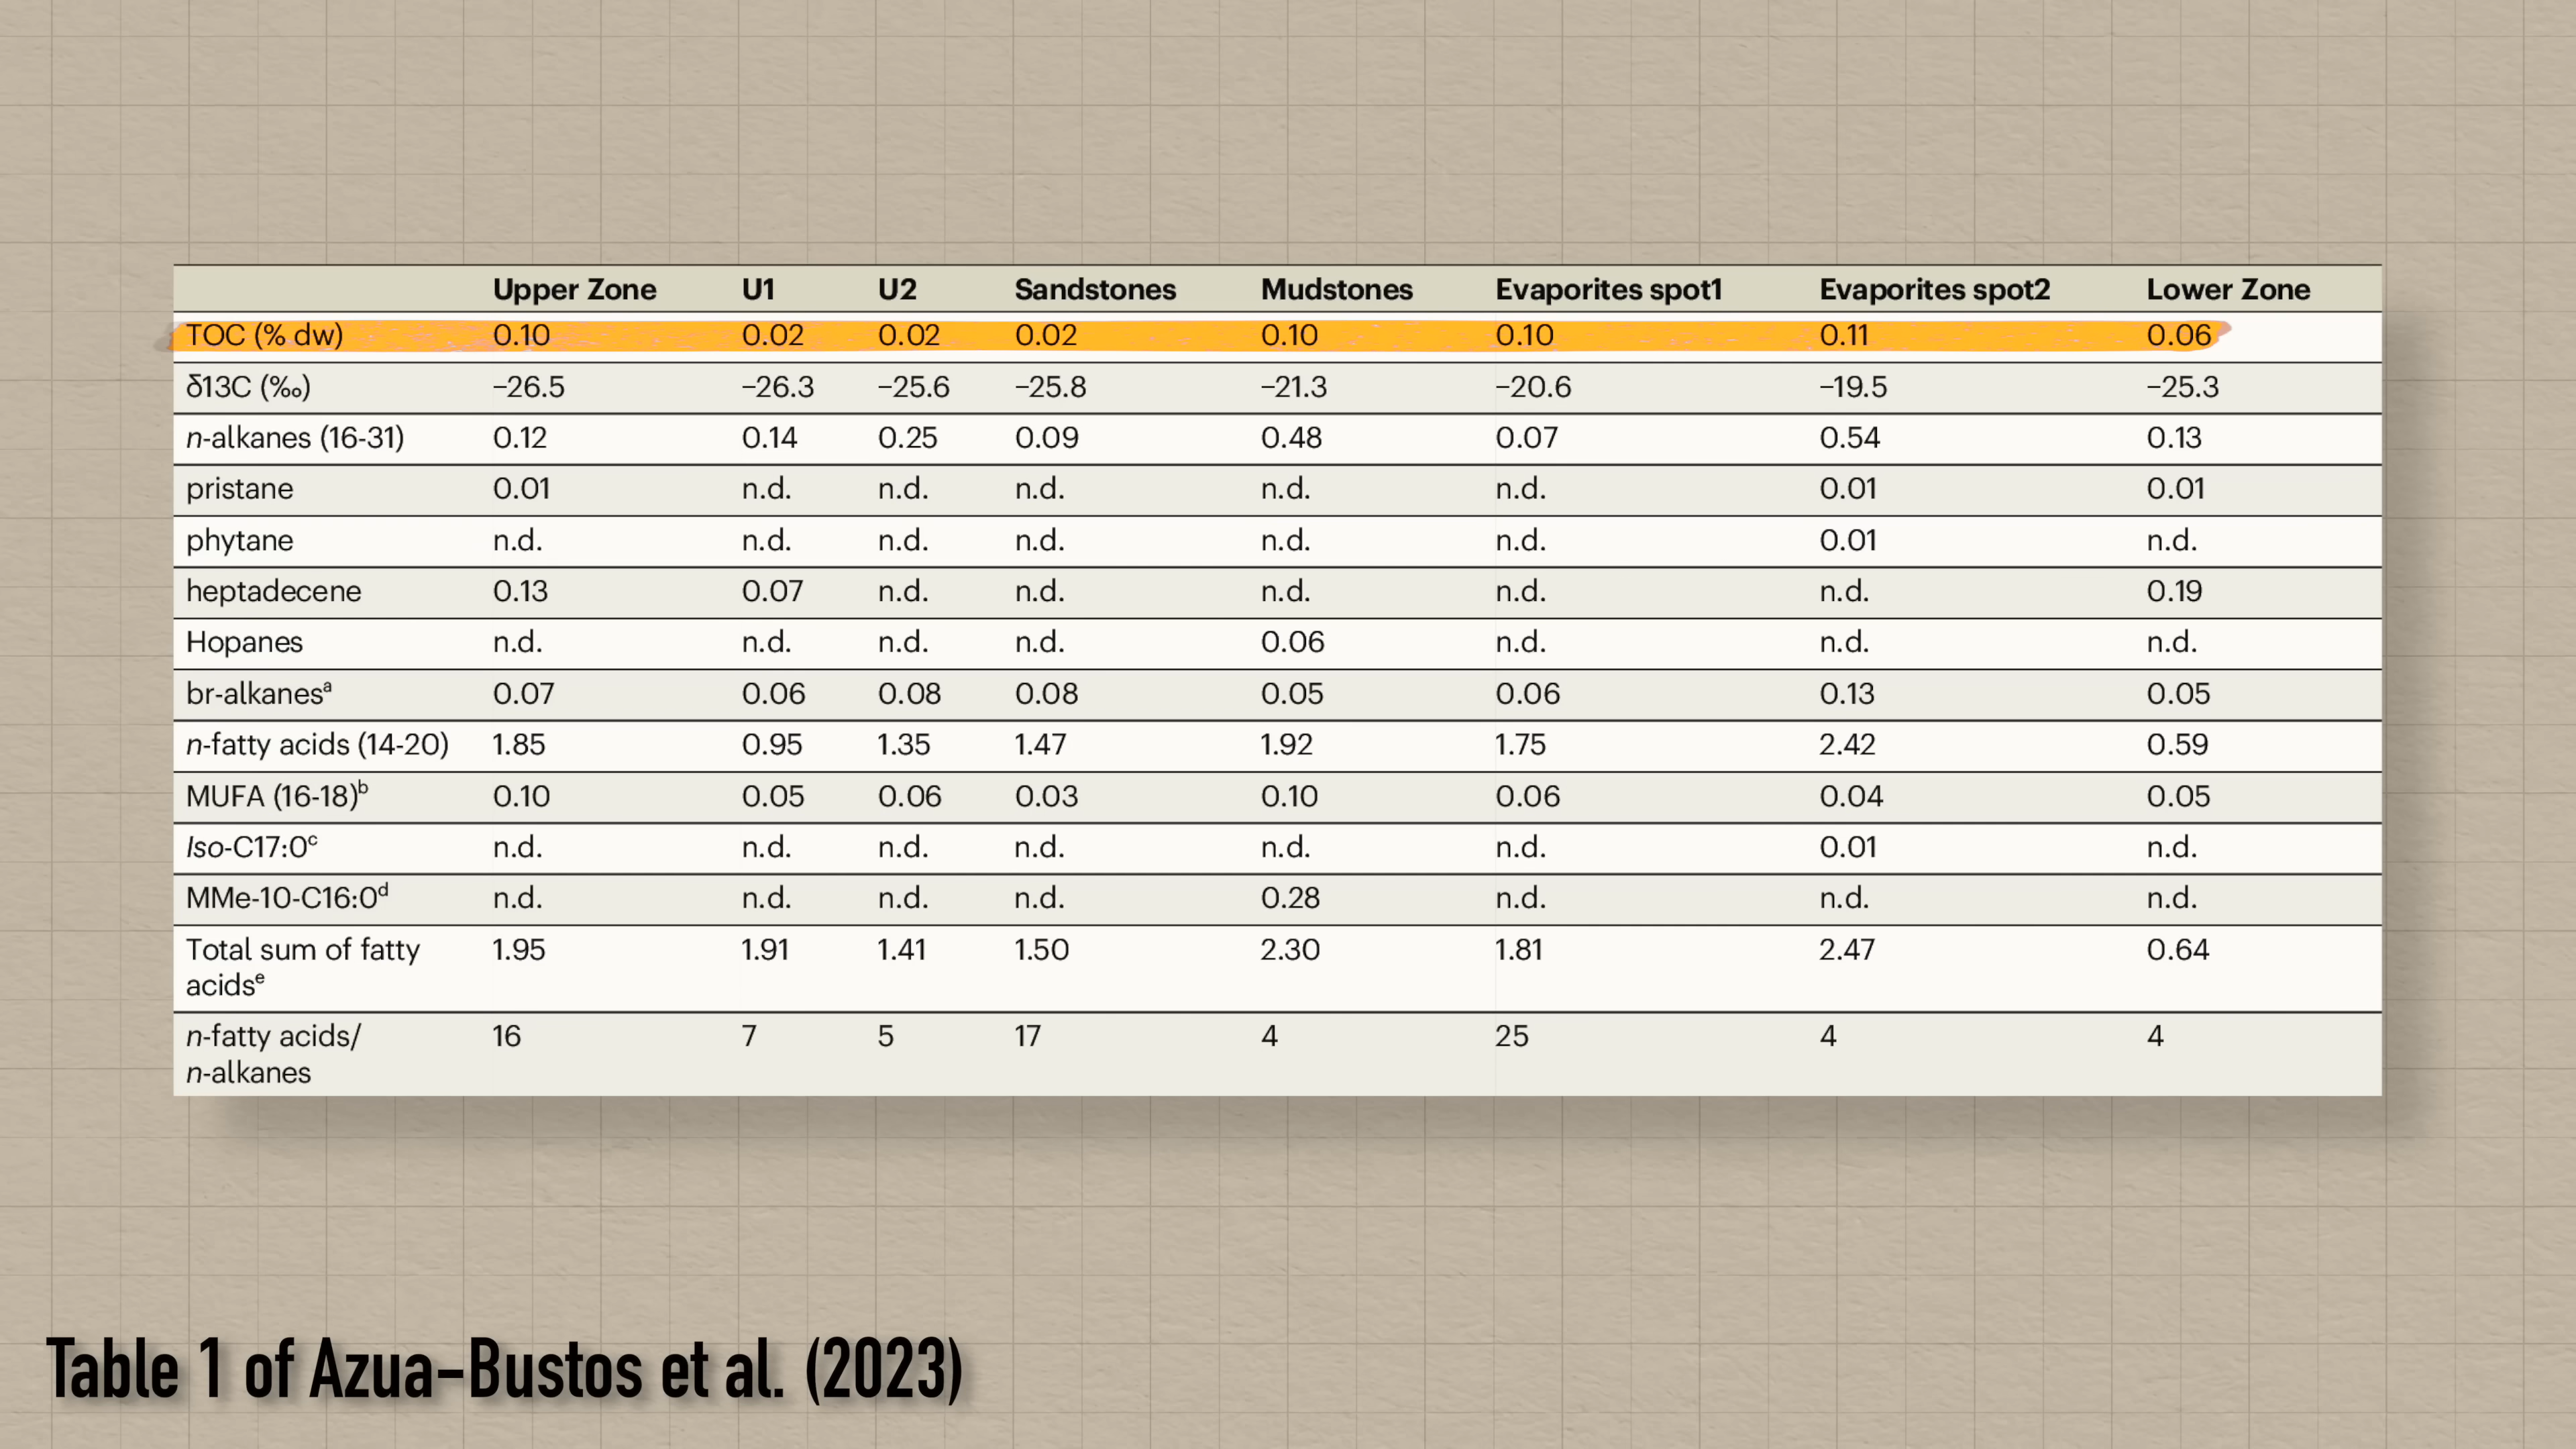 Upper Zone U1 U2 Sandstones Mudstones Evaporites spot1 Evaporites spot2 Lower Zone
TOC (% dw) 0.10 0.02 0.02 0.02 0.10 0.10 0.11 0.06
δ13C (‰) −26.5 −26.3 −25.6 −25.8 −21.3 −20.6 −19.5 −25.3
n-alkanes (16-31) 0.12 0.14 0.25 0.09 0.48 0.07 0.54 0.13
pristane 0.01 n.d. n.d. n.d. n.d. n.d. 0.01 0.01
phytane n.d. n.d. n.d. n.d. n.d. n.d. 0.01 n.d.
heptadecene 0.13 0.07 n.d. n.d. n.d. n.d. n.d. 0.19
Hopanes n.d. n.d. n.d. n.d. 0.06 n.d. n.d. n.d.
br-alkanesᵃ 0.07 0.06 0.08 0.08 0.05 0.06 0.13 0.05
n-fatty acids (14-20) 1.85 0.95 1.35 1.47 1.92 1.75 2.42 0.59
MUFA (16-18)ᵇ 0.10 0.05 0.06 0.03 0.10 0.06 0.04 0.05
Iso-C17:0ᶜ n.d. n.d. n.d. n.d. n.d. n.d. 0.01 n.d.
MMe-10-C16:0ᵈ n.d. n.d. n.d. n.d. 0.28 n.d. n.d. n.d.
Total sum of fatty 1.95 1.91 1.41 1.50 2.30 1.81 2.47 0.64
acidsᵉ
n-fatty acids/ 16 7 5 17 4 25 4 4
n-alkanes
Table 1 of Azua-Bustos et al. (2023)